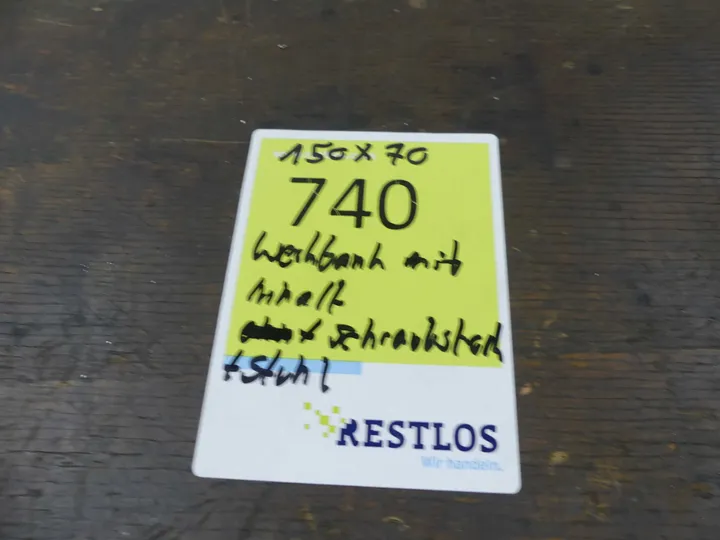 150 x 70
740
Werkbank mit
Inhalt
+ Schraubstock
+ Stuhl
RESTLOS
Wir handeln.